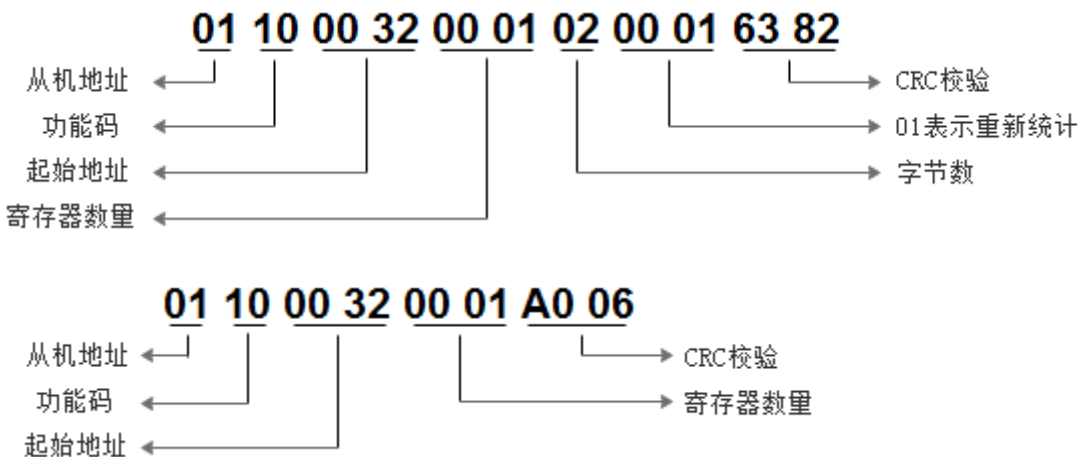 01 10 00 32 00 01 02 00 01 63 82
从机地址 CRC校验
功能码 01表示重新统计
起始地址 字节数
寄存器数量
01 10 00 32 00 01 A0 06
从机地址 CRC校验
功能码 寄存器数量
起始地址